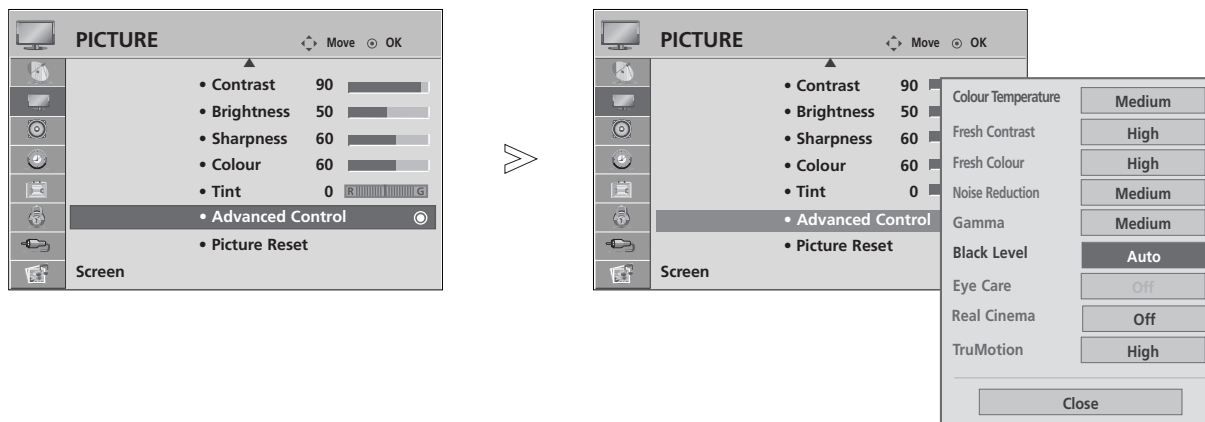 PICTURE Move OK
• Contrast 90
• Brightness 50
• Sharpness 60
• Colour 60
• Tint 0 R G
• Advanced Control
• Picture Reset
Screen
PICTURE Move OK
• Contrast 90
• Brightness 50
• Sharpness 60
• Colour 60
• Tint 0
• Advanced Control
• Picture Reset
Screen
Colour Temperature Medium
Fresh Contrast High
Fresh Colour High
Noise Reduction Medium
Gamma Medium
Black Level Auto
Eye Care Off
Real Cinema Off
TruMotion High
Close